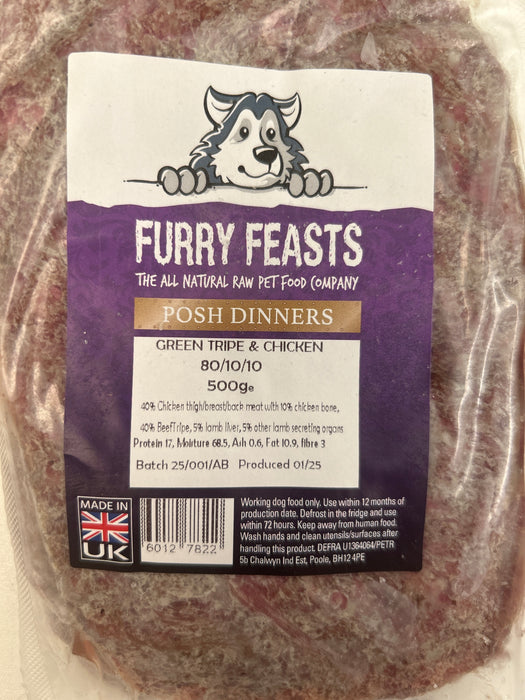 FURRY FEASTS
THE ALL NATURAL RAW PET FOOD COMPANY
POSH DINNERS
GREEN TRIPE & CHICKEN
80/10/10
500g e
40% Chicken thigh/breast/back meat with 10% chicken bone,
40% Beef Tripe, 5% lamb liver, 5% other lamb secreting organs
Protein 17, Moirture 68.5, Ash 0.6, Fat 10.9, fibre 3
Batch 25/001/AB Produced 01/25
MADE IN
UK
6012 7822
Working dog food only. Use within 12 months of
production date. Defrost in the fridge and use
within 72 hours. Keep away from human food.
Wash hands and clean utensils/surfaces after
handling this product. DEFRA U1364064/PETR
5b Chalwyn Ind Est, Poole, BH12 4PE